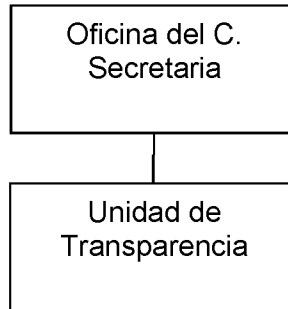 Oficina del C.
Secretaria
Unidad de
Transparencia